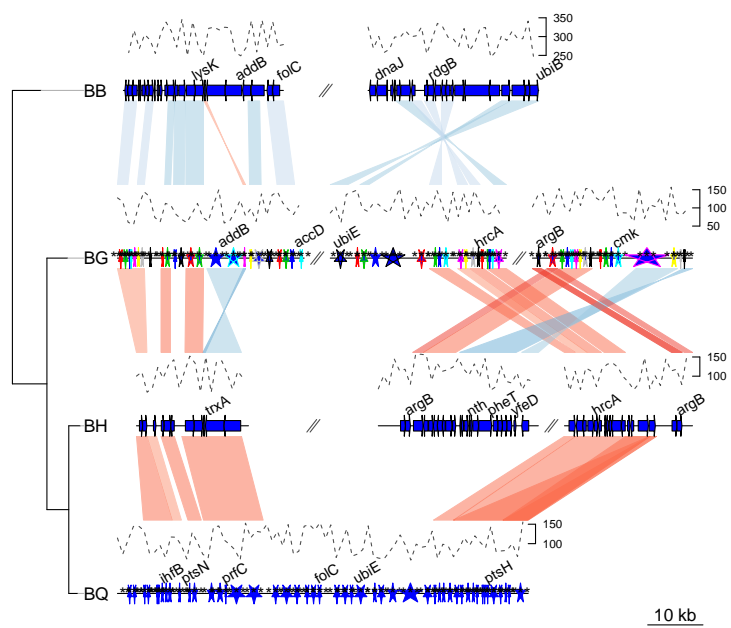 350
300
250
BB lysK addB folC // dnaJ rdgB ubiB
150
100
50
BG addB accD // ubiE hrcA // argB cmk
150
100
BH trxA // argB nth pheT yfeD // hrcA argB
150
100
BQ ihfB ptsN prfC folC ubiE ptsH
10 kb